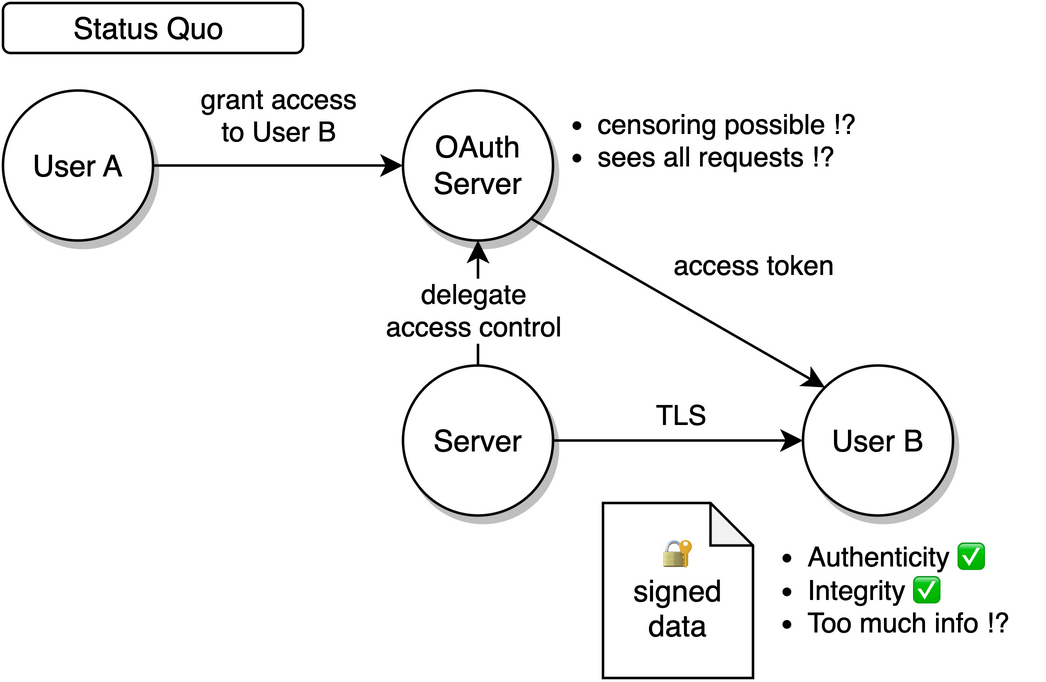 Status Quo
grant access
to User B
User A
OAuth
Server
• censoring possible !?
• sees all requests !?
access token
delegate
access control
Server
TLS
User B
🔐
signed
data
• Authenticity ✅
• Integrity ✅
• Too much info !?